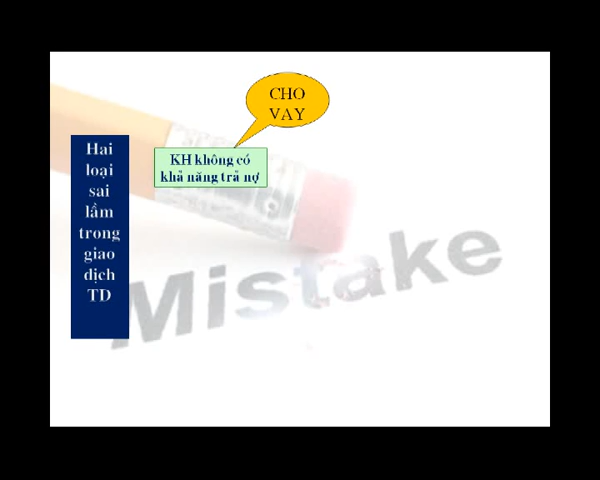 CHO
VAY
KH không có
khả năng trả nợ
Hai
loại
sai
lầm
trong
giao
dịch
TD
Mistake